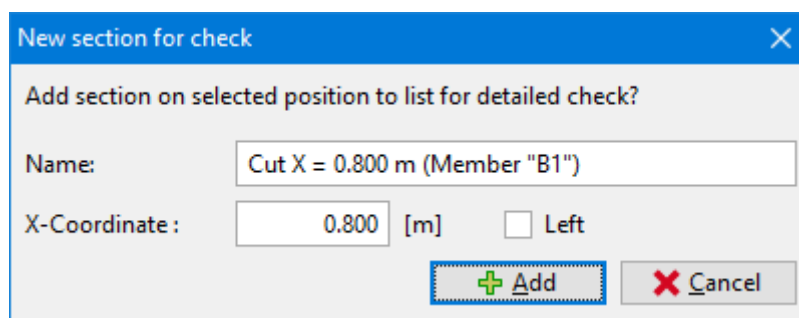 New section for check
Add section on selected position to list for detailed check?
Name: Cut X = 0.800 m (Member "B1")
X-Coordinate : 0.800 [m] Left
Add Cancel